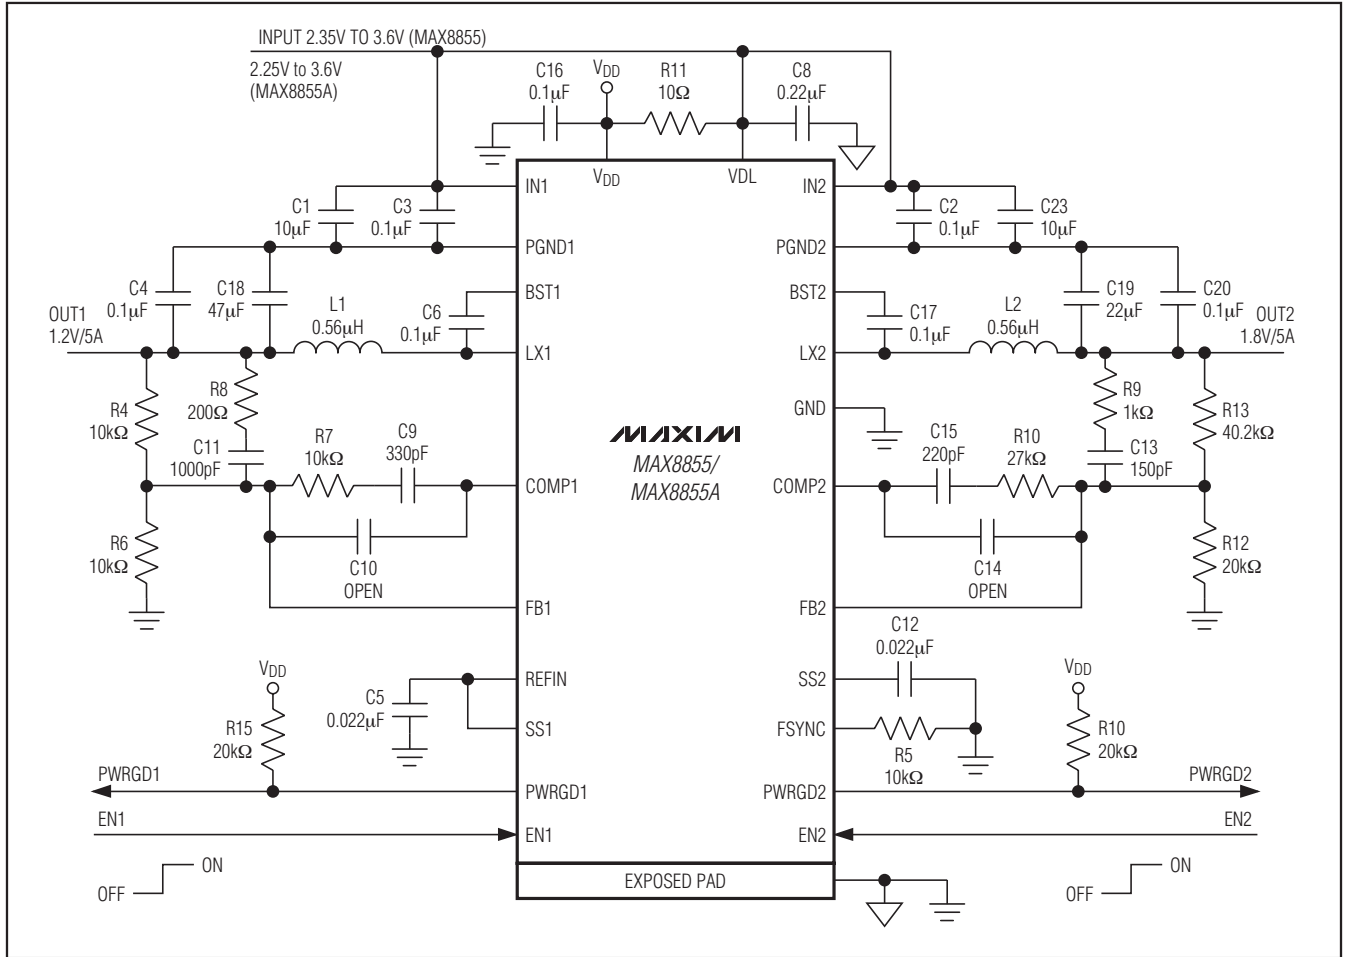 INPUT 2.35V TO 3.6V (MAX8855)
2.25V to 3.6V
(MAX8855A)
C16
0.1µF
VDD
R11
10Ω
C8
0.22µF
VDD
VDL
IN1
IN2
C1
10µF
C3
0.1µF
C2
0.1µF
C23
10µF
PGND1
PGND2
C4
0.1µF
C18
47µF
BST1
BST2
C19
22µF
C20
0.1µF
OUT1
1.2V/5A
L1
0.56µH
C6
0.1µF
C17
0.1µF
L2
0.56µH
OUT2
1.8V/5A
LX1
LX2
R4
10kΩ
R8
200Ω
GND
R9
1kΩ
R13
40.2kΩ
C11
1000pF
R7
10kΩ
C9
330pF
MAXIM
MAX8855/
MAX8855A
C15
220pF
R10
27kΩ
C13
150pF
COMP1
COMP2
R6
10kΩ
C10
OPEN
C14
OPEN
R12
20kΩ
FB1
FB2
C12
0.022µF
VDD
REFIN
SS2
VDD
C5
0.022µF
R15
20kΩ
SS1
FSYNC
R5
10kΩ
R10
20kΩ
PWRGD1
PWRGD1
PWRGD2
PWRGD2
EN1
EN1
EN2
EN2
OFF
ON
EXPOSED PAD
OFF
ON